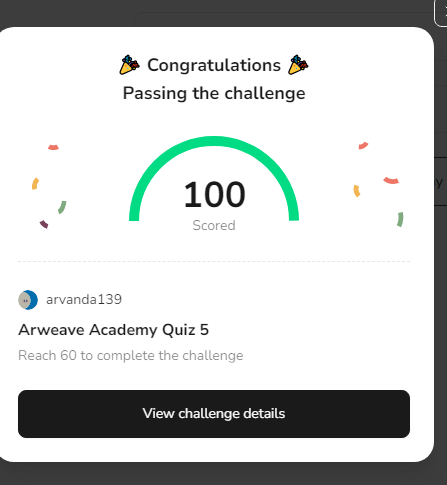 🎉 Congratulations 🎉
Passing the challenge
100
Scored
arvanda139
Arweave Academy Quiz 5
Reach 60 to complete the challenge
View challenge details